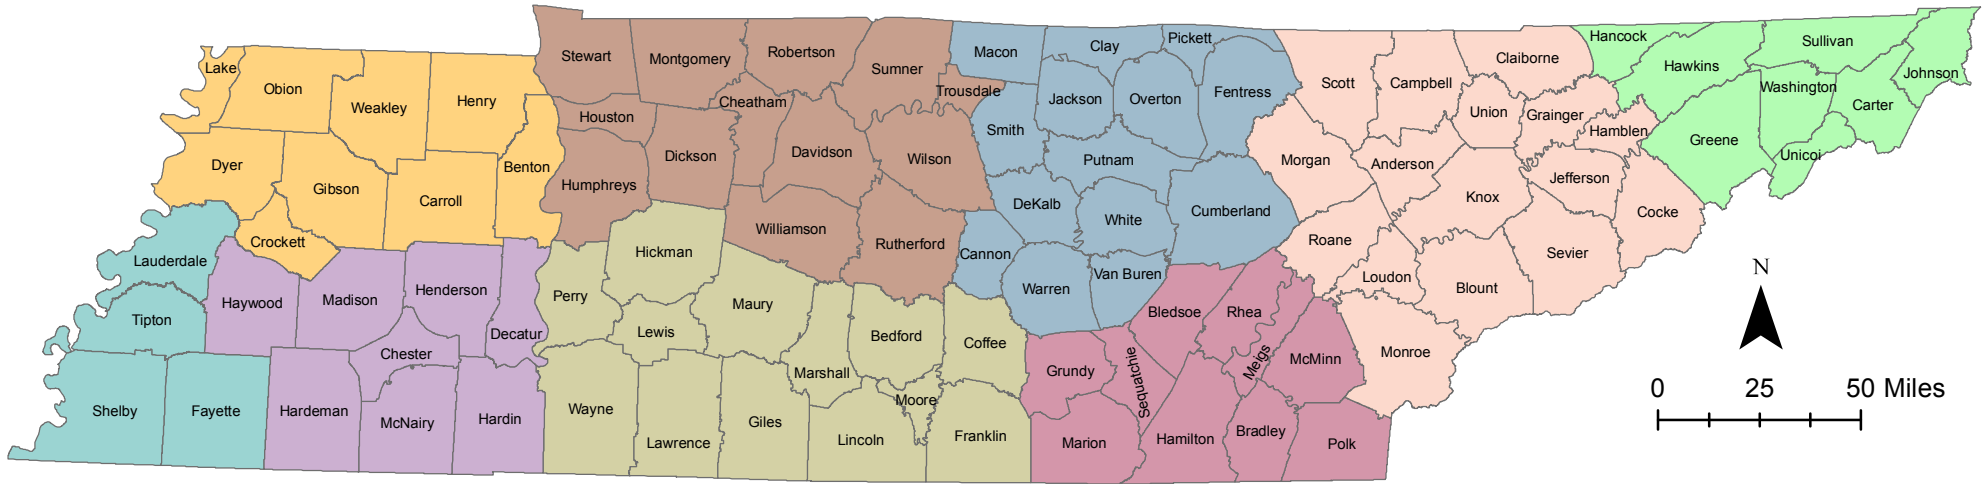 Lake
Obion
Weakley
Henry
Stewart
Montgomery
Robertson
Sumner
Macon
Clay
Pickett
Scott
Campbell
Claiborne
Hancock
Hawkins
Sullivan
Johnson
Houston
Cheatham
Trousdale
Jackson
Overton
Fentress
Union
Grainger
Hamblen
Washington
Carter
Dyer
Gibson
Carroll
Benton
Humphreys
Dickson
Davidson
Wilson
Smith
Putnam
Morgan
Anderson
Knox
Jefferson
Greene
Unicoi
Crockett
Williamson
Rutherford
DeKalb
White
Cumberland
Roane
Loudon
Blount
Sevier
Cocke
Lauderdale
Haywood
Madison
Henderson
Decatur
Perry
Hickman
Maury
Cannon
Warren
Van Buren
Bledsoe
Rhea
Meigs
McMinn
Monroe
Tipton
Chester
Lewis
Marshall
Bedford
Coffee
Grundy
Sequatchie
Shelby
Fayette
Hardeman
McNairy
Hardin
Wayne
Lawrence
Giles
Lincoln
Moore
Franklin
Marion
Hamilton
Bradley
Polk
N
0 25 50 Miles